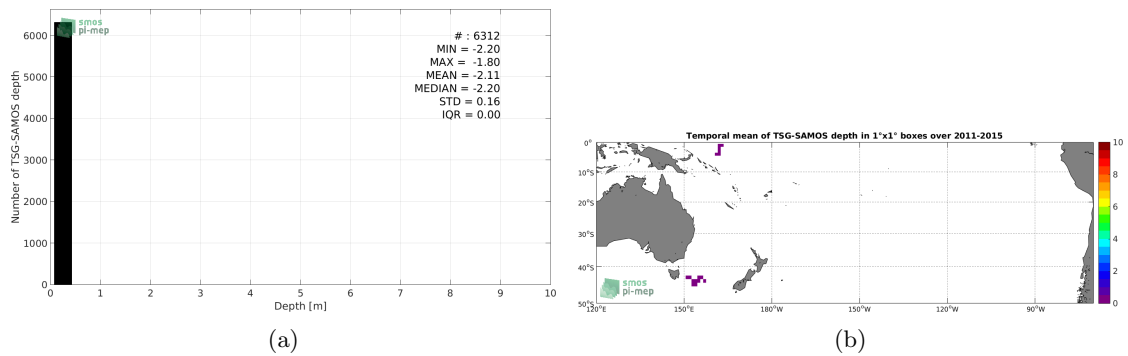 smos
pi-mep
# : 6312
MIN = -2.20
MAX = -1.80
MEAN = -2.11
MEDIAN = -2.20
STD = 0.16
IQR = 0.00
Number of TSG-SAMOS depth
6000
5000
4000
3000
2000
1000
0
1 2 3 4 5 6 7 8 9 10
Depth [m]
(a)
Temporal mean of TSG-SAMOS depth in 1°x1° boxes over 2011-2015
0°
10°S
20°S
30°S
40°S
50°S
120°E 150°E 180°W 150°W 120°W 90°W
smos
pi-mep
10
8
6
4
2
0
(b)